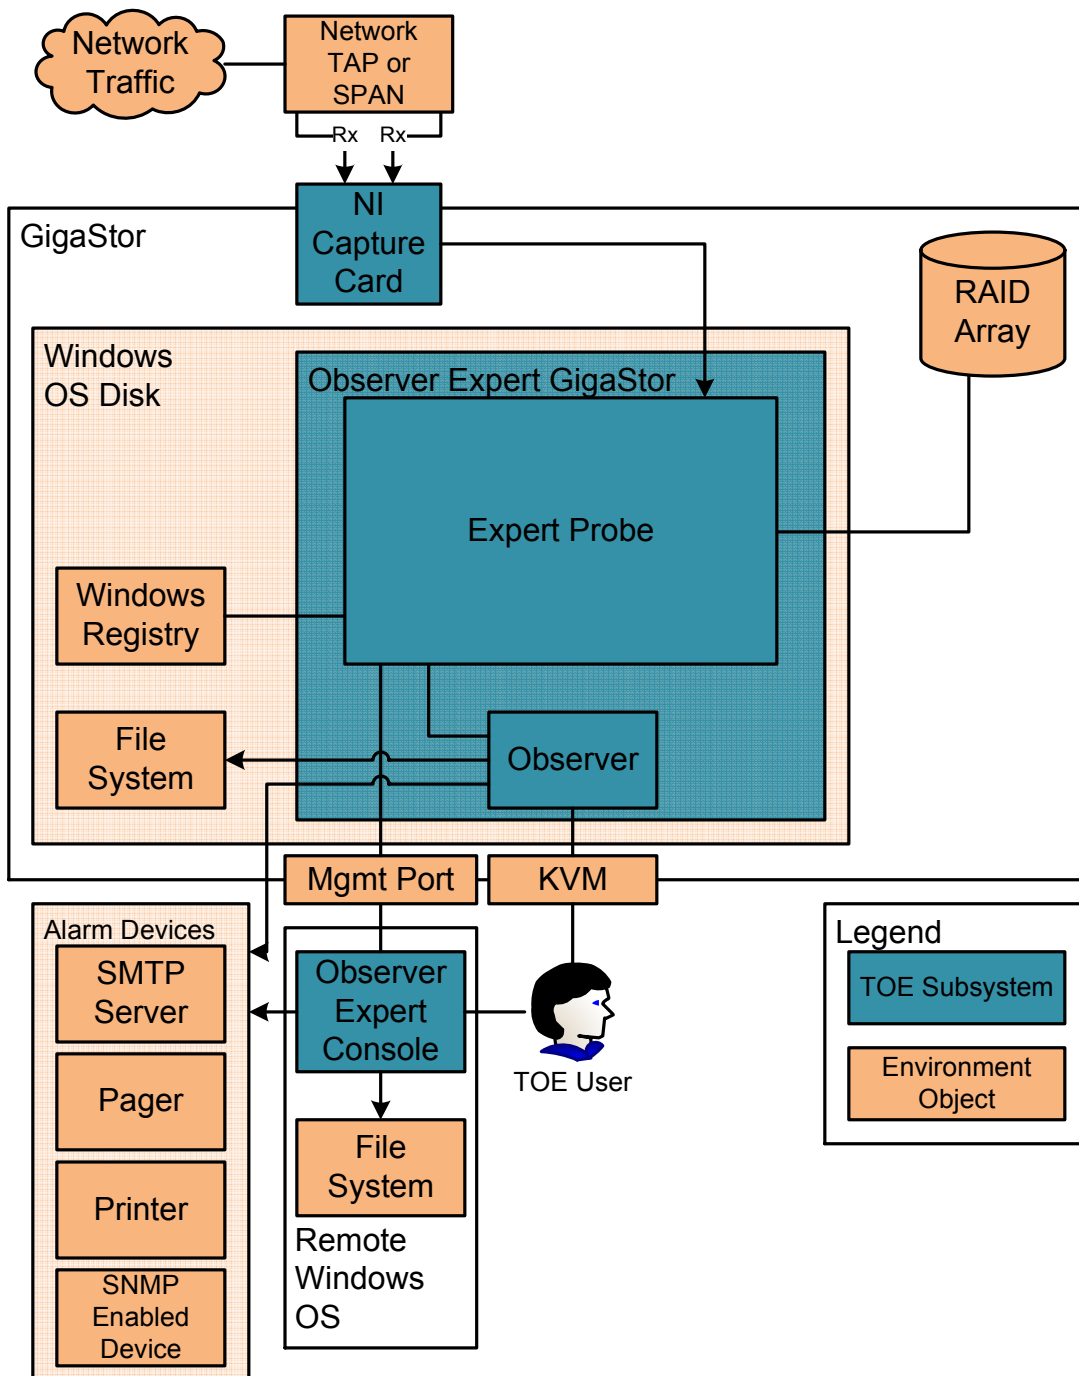 Network
Traffic
Network
TAP or
SPAN
Rx
Rx
NI
Capture
Card
GigaStor
RAID
Array
Windows
OS Disk
Observer Expert GigaStor
Expert Probe
Windows
Registry
File
System
Observer
Mgmt Port
KVM
Alarm Devices
SMTP
Server
Pager
Printer
SNMP
Enabled
Device
Observer
Expert
Console
File
System
Remote
Windows
OS
TOE User
Legend
TOE Subsystem
Environment
Object